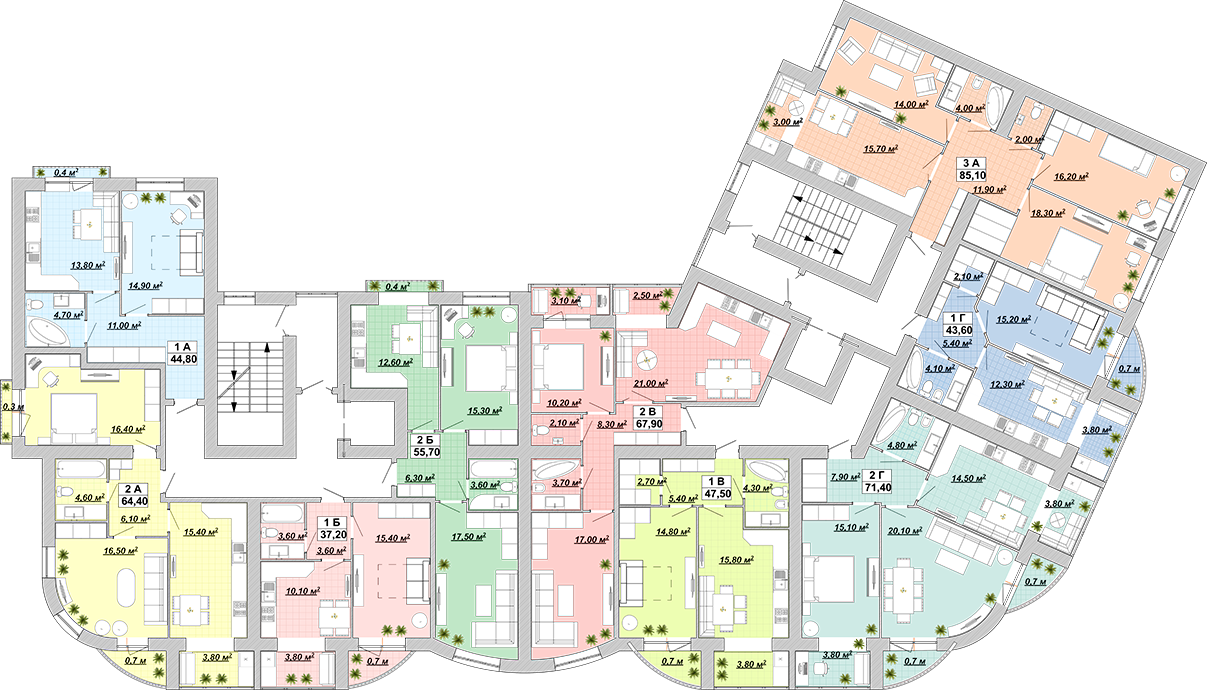 14.00 м²
4.00 м²
3.00 м²
15.70 м²
2.00 м²
3 А
85,10
11.90 м²
16.20 м²
18.30 м²
0,4 м²
13.80 м²
14.90 м²
4.70 м²
11.00 м²
1 А
44,80
0,4 м²
12.60 м²
15.30 м²
2 Б
55,70
6.30 м²
3.60 м²
17.50 м²
3.10 м²
2.50 м²
21.00 м²
10.20 м²
2.10 м²
8.30 м²
2 В
67,90
3.70 м²
17.00 м²
2.10 м²
1 Г
43,60
5.40 м²
15.20 м²
4.10 м²
12.30 м²
0,7 м
3.80 м²
0.3 м
16.40 м²
2 А
64,40
4.60 м²
6.10 м²
15.40 м²
16.50 м²
0,7 м
3.80 м²
1 Б
37,20
3.60 м²
3.60 м²
15.40 м²
10.10 м²
3.80 м²
0,7 м
2.70 м²
1 В
47,50
5.40 м²
4.30 м²
14.80 м²
15.80 м²
0,7 м
3.80 м²
4.80 м²
7.90 м²
2 Г
71,40
14.50 м²
3.80 м²
15.10 м²
20.10 м²
0,7 м
3.80 м²
0,7 м